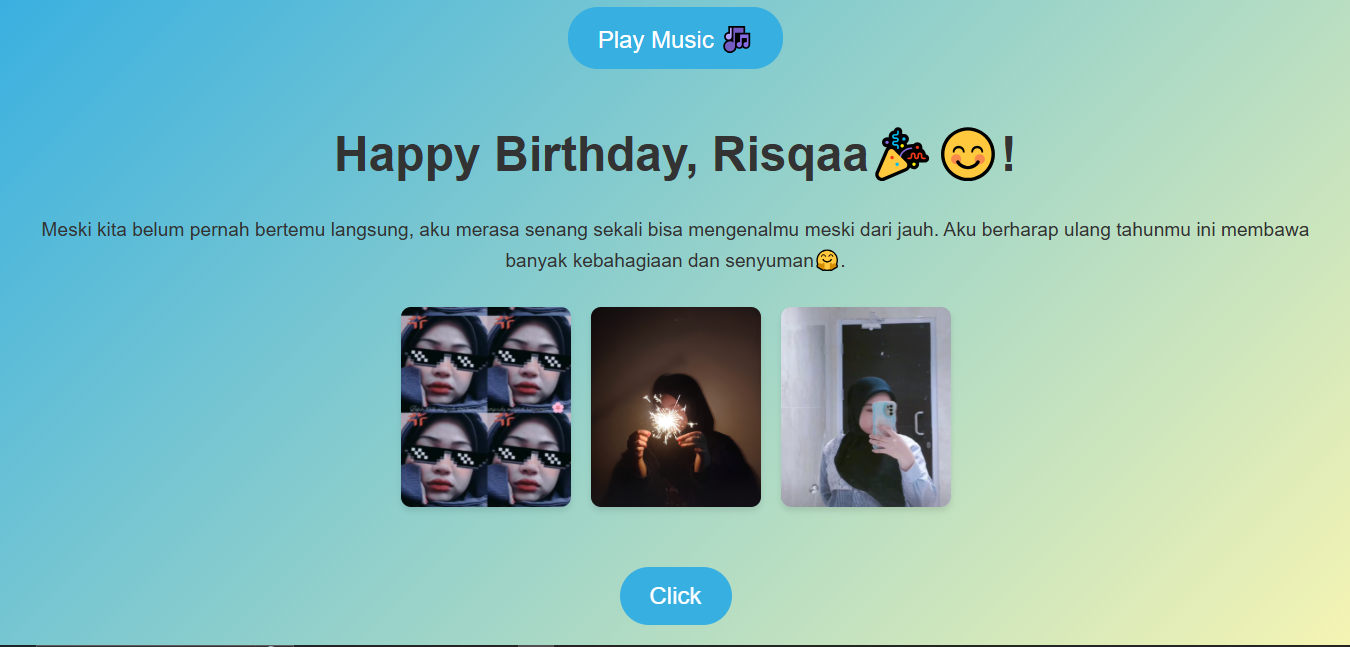 Play Music 🎶
Happy Birthday, Risqaa🎉😊!
Meski kita belum pernah bertemu langsung, aku merasa senang sekali bisa mengenalmu meski dari jauh. Aku berharap ulang tahunmu ini membawa
banyak kebahagiaan dan senyuman🤗.
Click